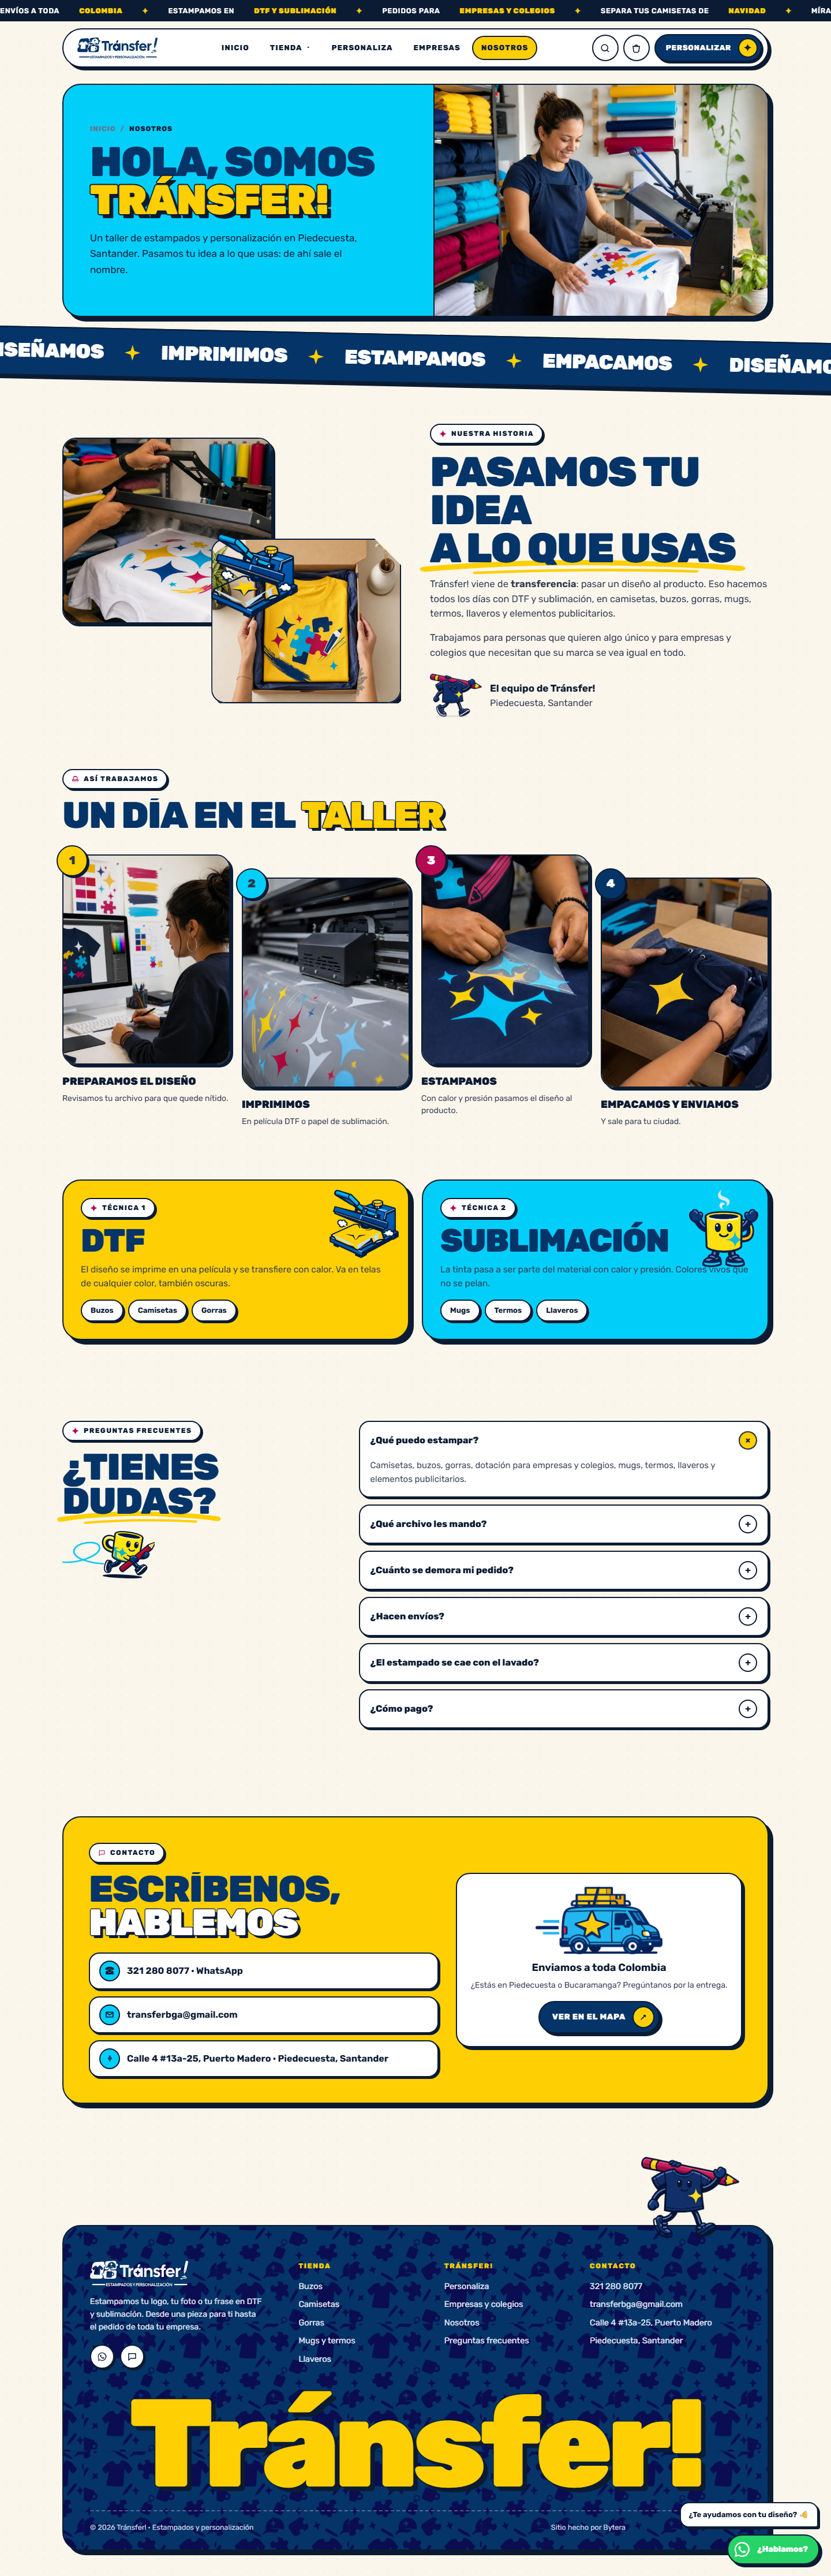 ENVÍOS A TODA COLOMBIA ✦ ESTAMPAMOS EN DTF Y SUBLIMACIÓN ✦ PEDIDOS PARA EMPRESAS Y COLEGIOS ✦ SEPARA TUS CAMISETAS DE NAVIDAD ✦
Tránsfer!
ESTAMPADOS Y PERSONALIZACIÓN
INICIO TIENDA PERSONALIZA EMPRESAS NOSOTROS PERSONALIZAR
INICIO / NOSOTROS
HOLA, SOMOS
TRÁNSFER!
Un taller de estampados y personalización en Piedecuesta,
Santander. Pasamos tu idea a lo que usas: de ahí sale el
nombre.
ISEÑAMOS ✦ IMPRIMIMOS ✦ ESTAMPAMOS ✦ EMPACAMOS ✦ DISEÑAMO
NUESTRA HISTORIA
PASAMOS TU
IDEA
A LO QUE USAS
Tránsfer! viene de transferencia: pasar un diseño al producto. Eso hacemos
todos los días con DTF y sublimación, en camisetas, buzos, gorras, mugs,
termos, llaveros y elementos publicitarios.
Trabajamos para personas que quieren algo único y para empresas y
colegios que necesitan que su marca se vea igual en todo.
El equipo de Tránsfer!
Piedecuesta, Santander
ASÍ TRABAJAMOS
UN DÍA EN EL TALLER
1
2
3
4
PREPARAMOS EL DISEÑO
Revisamos tu archivo para que quede nítido.
IMPRIMIMOS
En película DTF o papel de sublimación.
ESTAMPAMOS
Con calor y presión pasamos el diseño al
producto.
EMPACAMOS Y ENVIAMOS
Y sale para tu ciudad.
TÉCNICA 1
DTF
El diseño se imprime en una película y se transfiere con calor. Va en telas
de cualquier color, también oscuras.
Buzos Camisetas Gorras
TÉCNICA 2
SUBLIMACIÓN
La tinta pasa a ser parte del material con calor y presión. Colores vivos que
no se pelan.
Mugs Termos Llaveros
PREGUNTAS FRECUENTES
¿TIENES
DUDAS?
¿Qué puedo estampar?
Camisetas, buzos, gorras, dotación para empresas y colegios, mugs, termos, llaveros y
elementos publicitarios.
¿Qué archivo les mando?
¿Cuánto se demora mi pedido?
¿Hacen envíos?
¿El estampado se cae con el lavado?
¿Cómo pago?
CONTACTO
ESCRÍBENOS,
HABLEMOS
321 280 8077 · WhatsApp
transferbga@gmail.com
Calle 4 #13a-25, Puerto Madero · Piedecuesta, Santander
Enviamos a toda Colombia
¿Estás en Piedecuesta o Bucaramanga? Pregúntanos por la entrega.
VER EN EL MAPA
Tránsfer!
ESTAMPADOS Y PERSONALIZACIÓN
Estampamos tu logo, tu foto o tu frase en DTF
y sublimación. Desde una pieza para ti hasta
el pedido de toda tu empresa.
TIENDA
Buzos
Camisetas
Gorras
Mugs y termos
Llaveros
TRÁNSFER!
Personaliza
Empresas y colegios
Nosotros
Preguntas frecuentes
CONTACTO
321 280 8077
transferbga@gmail.com
Calle 4 #13a-25, Puerto Madero
Piedecuesta, Santander
Tránsfer!
¿Te ayudamos con tu diseño?
© 2026 Tránsfer! · Estampados y personalización
Sitio hecho por Bytera
¿Hablamos?